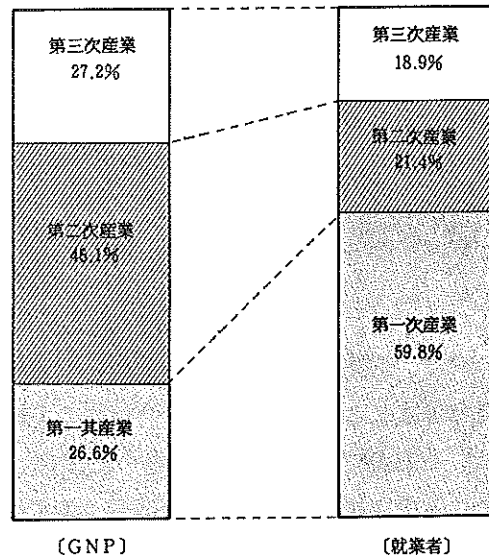 第三次産業
27.2%
第二次産業
46.1%
第一其産業
26.6%
〔GNP〕
第三次産業
18.9%
第二次産業
21.4%
第一次産業
59.8%
〔就業者〕